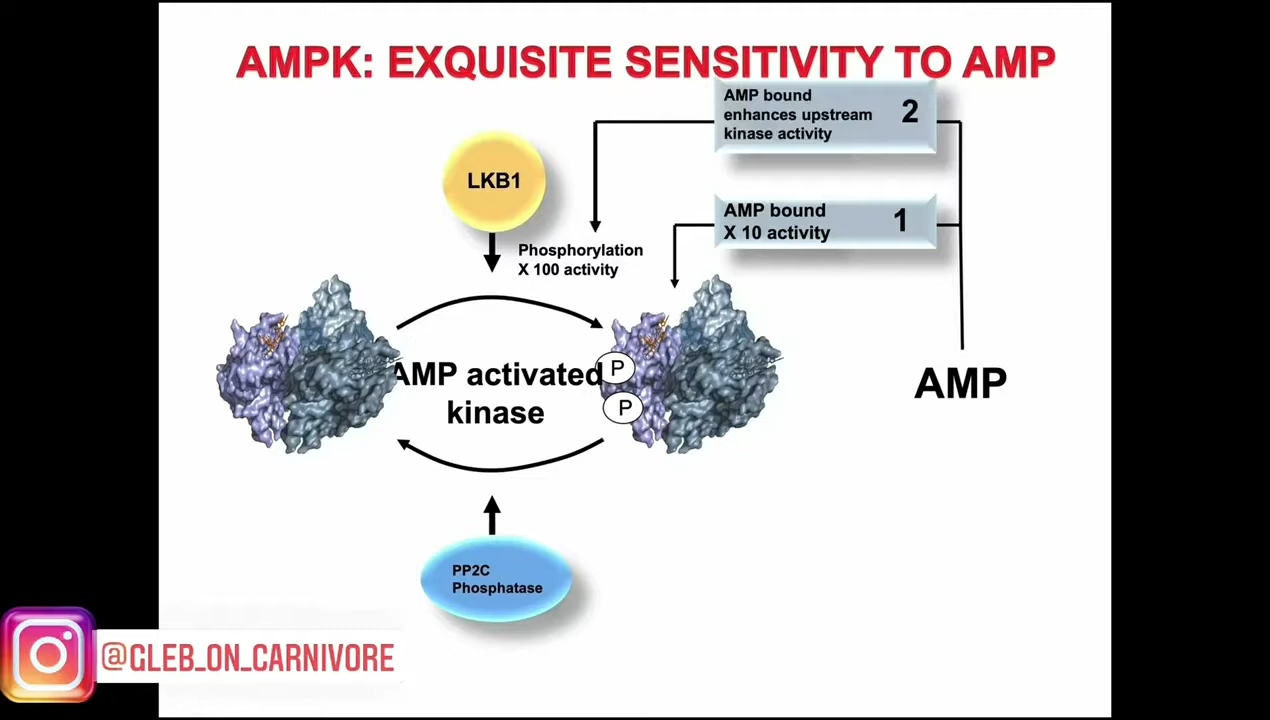 AMPK: EXQUISITE SENSITIVITY TO AMP
AMP bound
enhances upstream
kinase activity
2
LKB1
AMP bound
X 10 activity
1
Phosphorylation
X 100 activity
AMP activated
kinase
P
P
AMP
PP2C
Phosphatase
@GLEB_ON_CARNIVORE